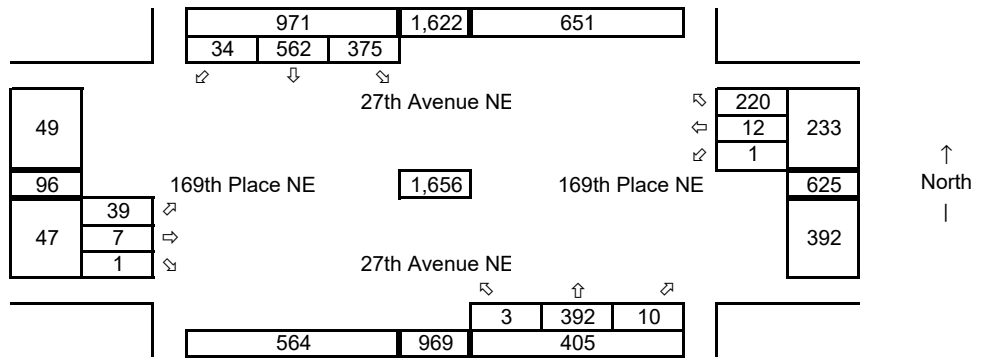 971 1,622 651
34 562 375
⬃ ⇩ ⬂
27th Avenue NE
⬁ 220
49 ⇦ 12 233
⬃ 1 ↑
96 169th Place NE 1,656 169th Place NE 625 North
39 ⬀ |
47 7 ⇨ 392
1 ⬂
27th Avenue NE
⬁ ⇧ ⬀
3 392 10
564 969 405